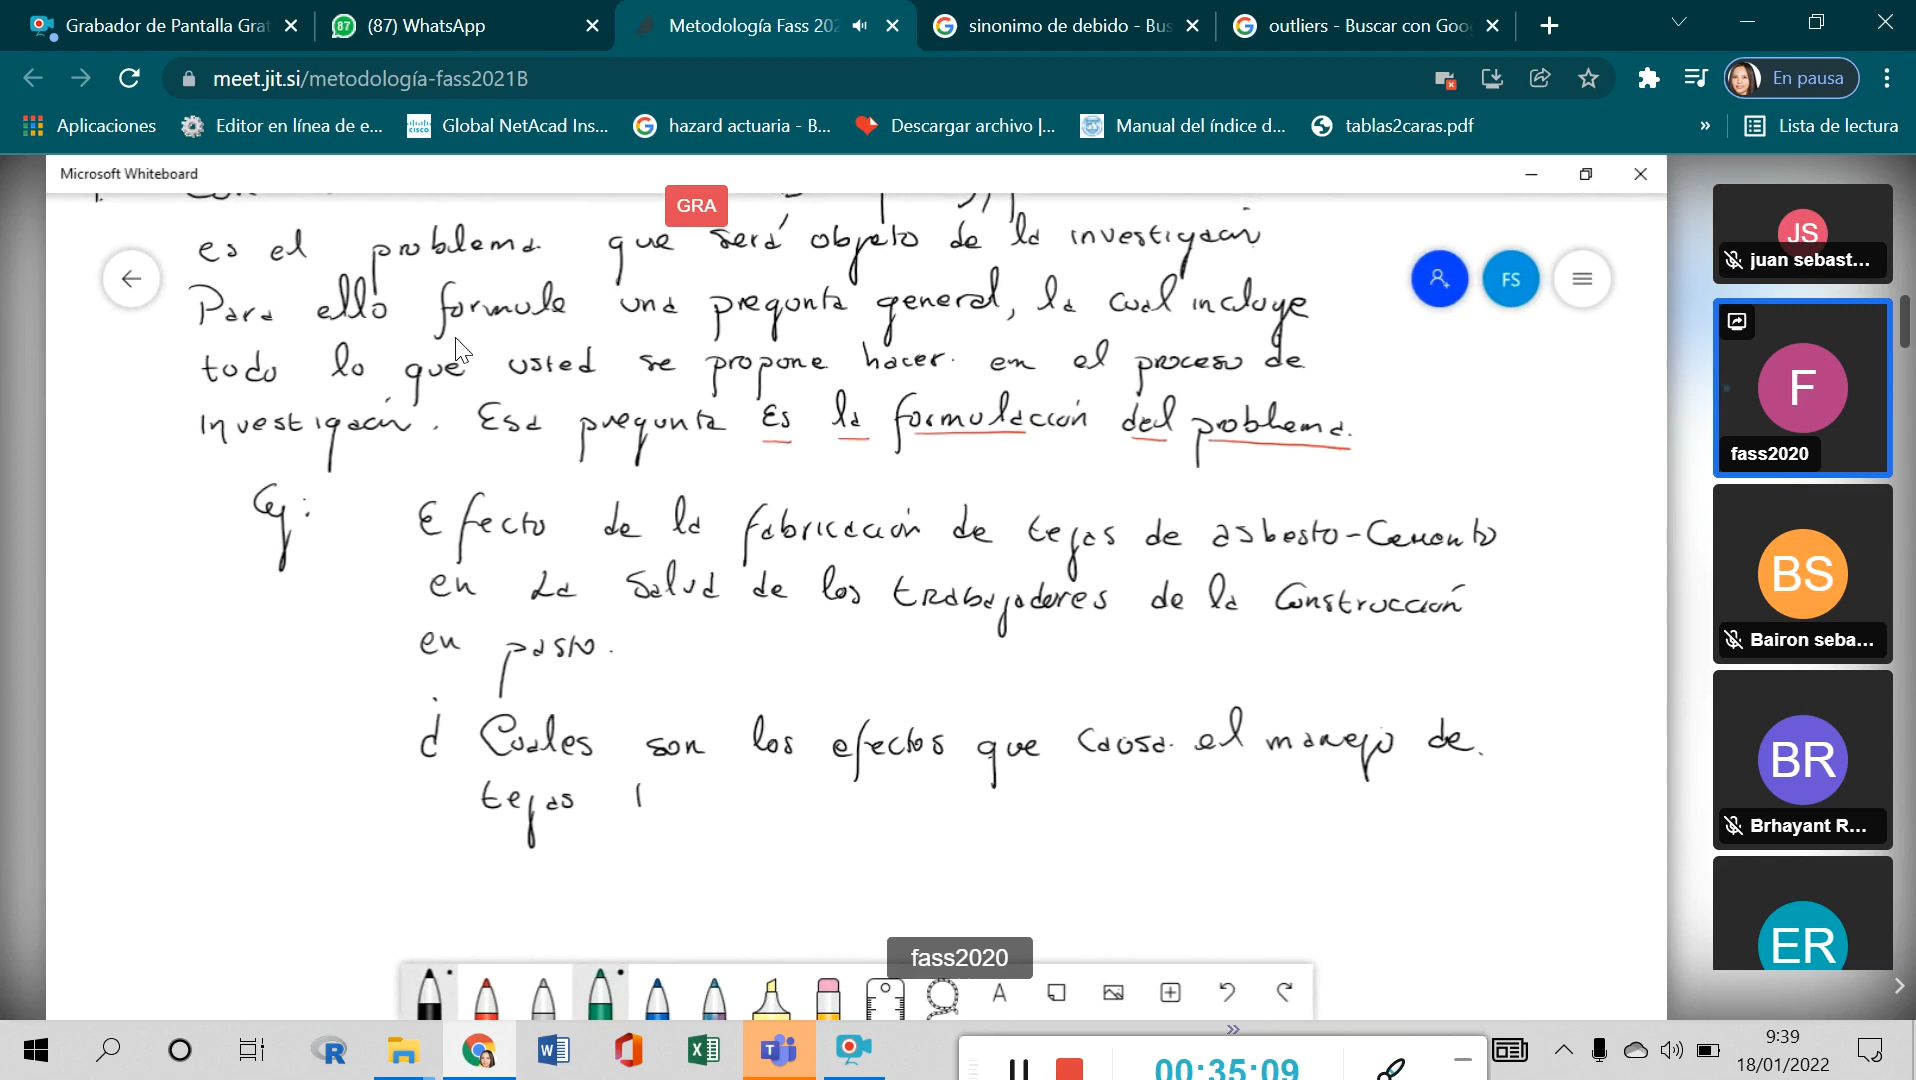 Grabador de Pantalla Grat
(87) WhatsApp
Metodología Fass 202
sinonimo de debido - Bus
outliers - Buscar con Goo
meet.jit.si/metodología-fass2021B
En pausa
Aplicaciones
Editor en línea de e...
Global NetAcad Ins...
hazard actuaria - B...
Descargar archivo |...
Manual del índice d...
tablas2caras.pdf
»
Lista de lectura
Microsoft Whiteboard
GRA
es el problema que será objeto de la investigación
Para ello formule una pregunta general, la cual incluye
todo lo que usted se propone hacer en el proceso de
investigación. Esa pregunta Es la formulación del problema.
Ej: Efecto de la fabricación de tejas de asbesto-Cemento
en La Salud de los trabajadores de la Construcción
en pasto.
¿ Cuales son los efectos que causa el manejo de
tejas
FS
JS
juan sebast...
F
fass2020
BS
Bairon seba...
BR
Brhayant R...
ER
fass2020
00:35:09
9:39
18/01/2022